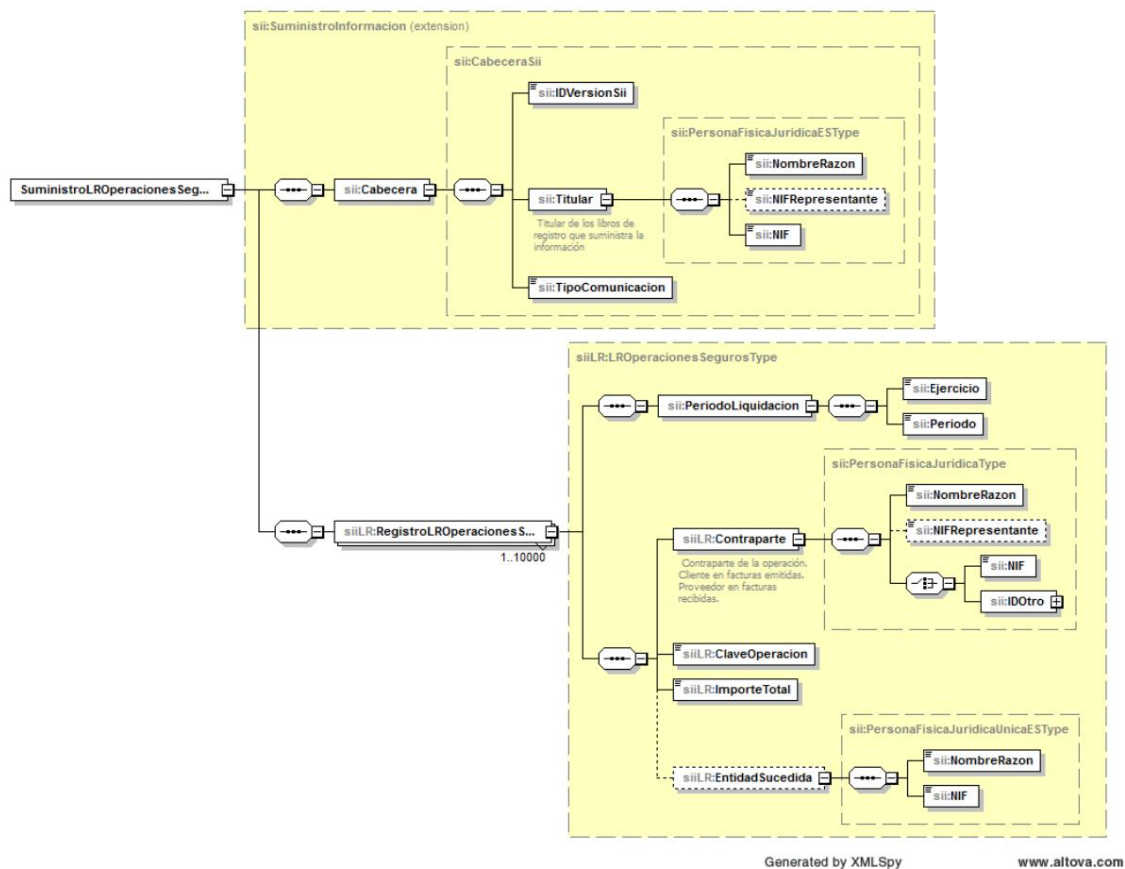 sii:SuministroInformacion (extension)
sii:CabeceraSii
sii:IDVersionSii
sii:PersonaFisicaJuridicaESType
sii:NombreRazon
SuministroLROperacionesSeg...
sii:Cabecera
sii:Titular
sii:NIFRepresentante
Titular de los libros de
registro que suministra la
información
sii:NIF
sii:TipoComunicacion
siiLR:LROperacionesSegurosType
sii:PeriodoLiquidacion
sii:Ejercicio
sii:Periodo
sii:PersonaFisicaJuridicaType
sii:NombreRazon
siiLR:RegistroLROperacionesS...
1..10000
siiLR:Contraparte
sii:NIFRepresentante
Contraparte de la operación.
Cliente en facturas emitidas.
Proveedor en facturas
recibidas.
sii:NIF
sii:IDOtro
siiLR:ClaveOperacion
siiLR:ImporteTotal
sii:PersonaFisicaJuridicaUnicaESType
sii:NombreRazon
siiLR:EntidadSucedida
sii:NIF
Generated by XMLSpy
www.altova.com